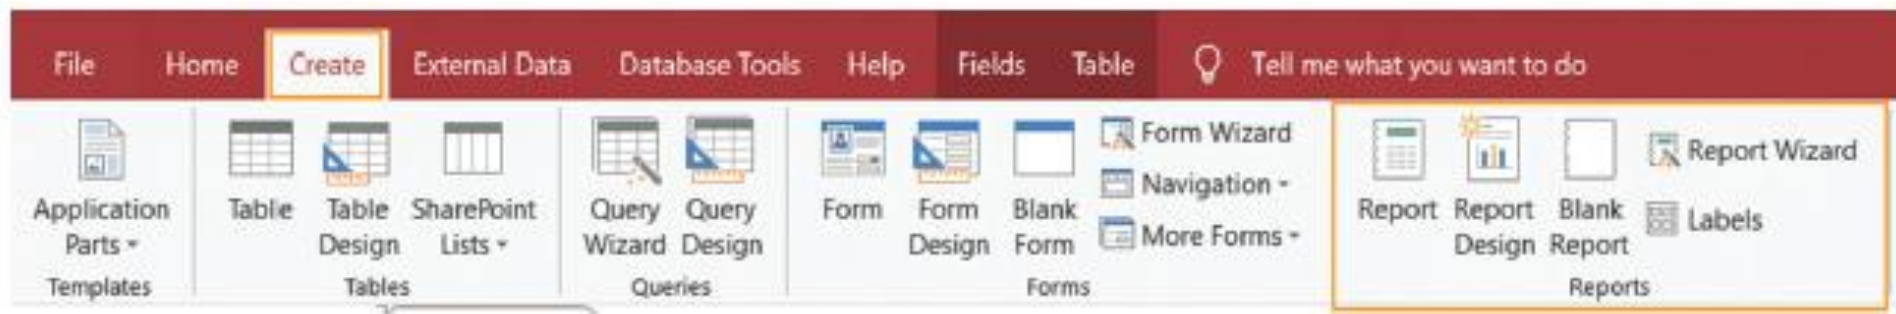 File Home Create External Data Database Tools Help Fields Table Tell me what you want to do
Application Parts
Table
Table Design
SharePoint Lists
Query Wizard
Query Design
Form
Form Design
Blank Form
Form Wizard
Navigation
More Forms
Report
Report Design
Blank Report
Report Wizard
Labels
Templates Tables Queries Forms Reports